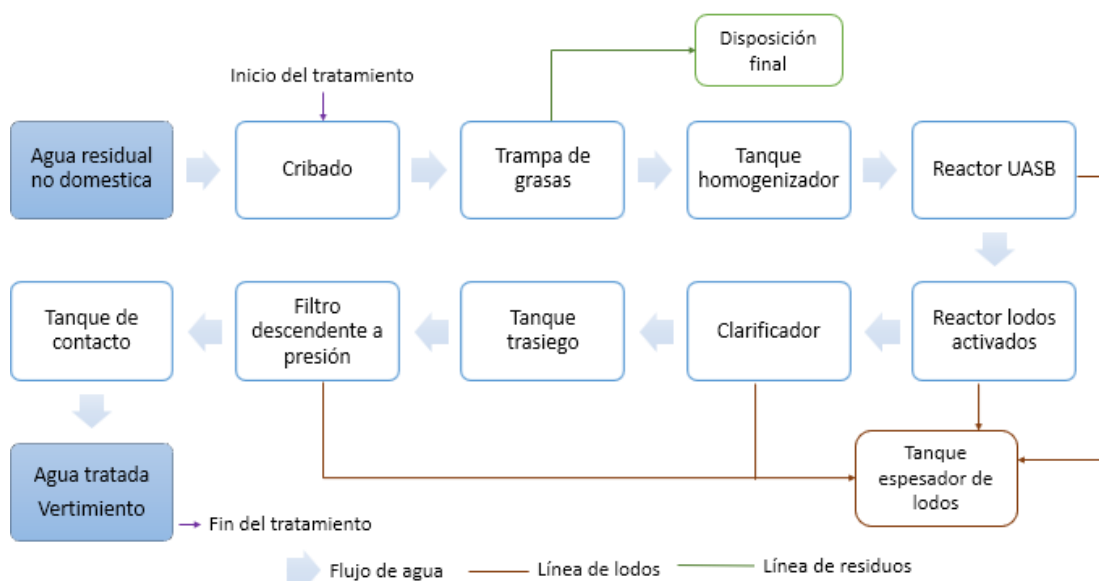 Disposición
final
Inicio del tratamiento
Agua residual
no domestica
Cribado
Trampa de
grasas
Tanque
homogenizador
Reactor UASB
Tanque de
contacto
Filtro
descendente a
presión
Tanque
trasiego
Clarificador
Reactor lodos
activados
Agua tratada
Vertimiento
Tanque
espesador de
lodos
Fin del tratamiento
Flujo de agua
Línea de lodos
Línea de residuos